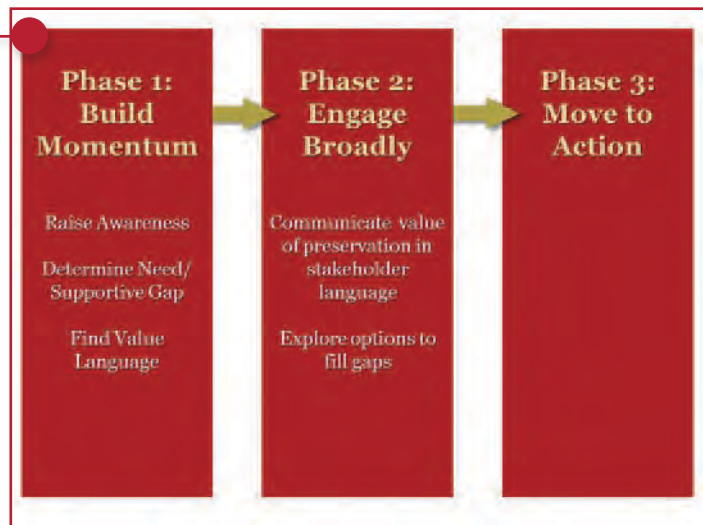 Phase 1:
Build
Momentum
Raise Awareness
Determine Need/
Supportive Gap
Find Value
Language
Phase 2:
Engage
Broadly
Communicate value
of preservation in
stakeholder
language
Explore options to
fill gaps
Phase 3:
Move to
Action